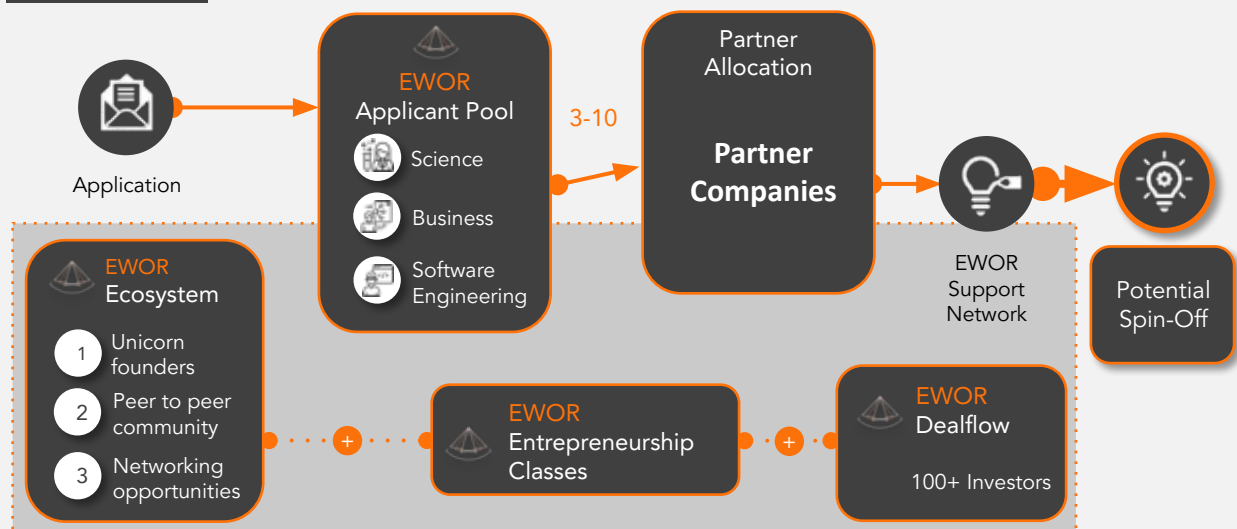 Application
EWOR
Applicant Pool
Science
Business
Software
Engineering
3-10
Partner
Allocation
Partner
Companies
EWOR
Support
Network
Potential
Spin-Off
EWOR
Ecosystem
1
Unicorn
founders
2
Peer to peer
community
3
Networking
opportunities
+
EWOR
Entrepreneurship
Classes
+
EWOR
Dealflow
100+ Investors